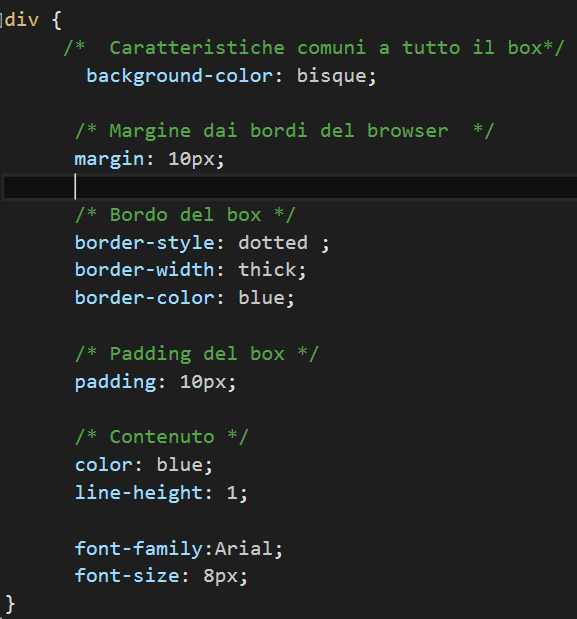 div {
/*  Caratteristiche comuni a tutto il box*/
background-color: bisque;
/* Margine dai bordi del browser  */
margin: 10px;
/* Bordo del box */
border-style: dotted ;
border-width: thick;
border-color: blue;
/* Padding del box */
padding: 10px;
/* Contenuto */
color: blue;
line-height: 1;
font-family:Arial;
font-size: 8px;
}